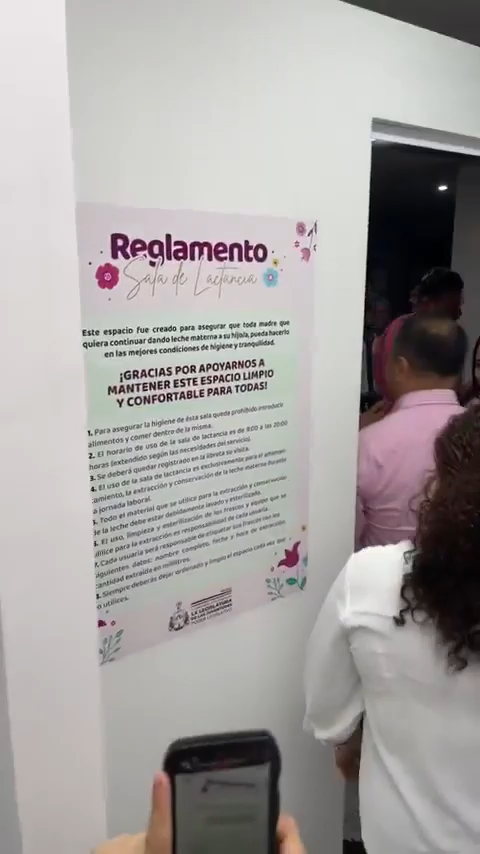 Reglamento
Sala de Lactancia
Este espacio fue creado para asegurar que toda madre que
quiera continuar dando leche materna a su hijo/a, pueda hacerlo
en las mejores condiciones de higiene y tranquilidad.
¡GRACIAS POR APOYARNOS A
MANTENER ESTE ESPACIO LIMPIO
Y CONFORTABLE PARA TODAS!
1. Para asegurar la higiene de ésta sala queda prohibido introducir
alimentos y comer dentro de la misma.
2. El horario de uso de la sala de lactancia es de 8:00 a las 20:00
horas (extendido según las necesidades del servicio).
3. Se deberá quedar registrado en la libreta su visita.
4. El uso de la sala de lactancia es exclusivamente para el amaman-
tamiento, la extracción y conservación de la leche materna durante
a jornada laboral.
5. Todo el material que se utilice para la extracción y conservación
de la leche debe estar debidamente lavado y esterilizado.
6. El uso, limpieza y esterilización de los frascos y equipo que se
utilice para la extracción es responsabilidad de cada usuaria.
7. Cada usuaria será responsable de etiquetar los frascos con los
siguientes datos: nombre completo, fecha y hora de extracción
cantidad extraída en mililitros.
8. Siempre deberás dejar ordenado y limpio el espacio cada vez que
o utilices.
LX LEGISLATURA
PODER LEGISLATIVO